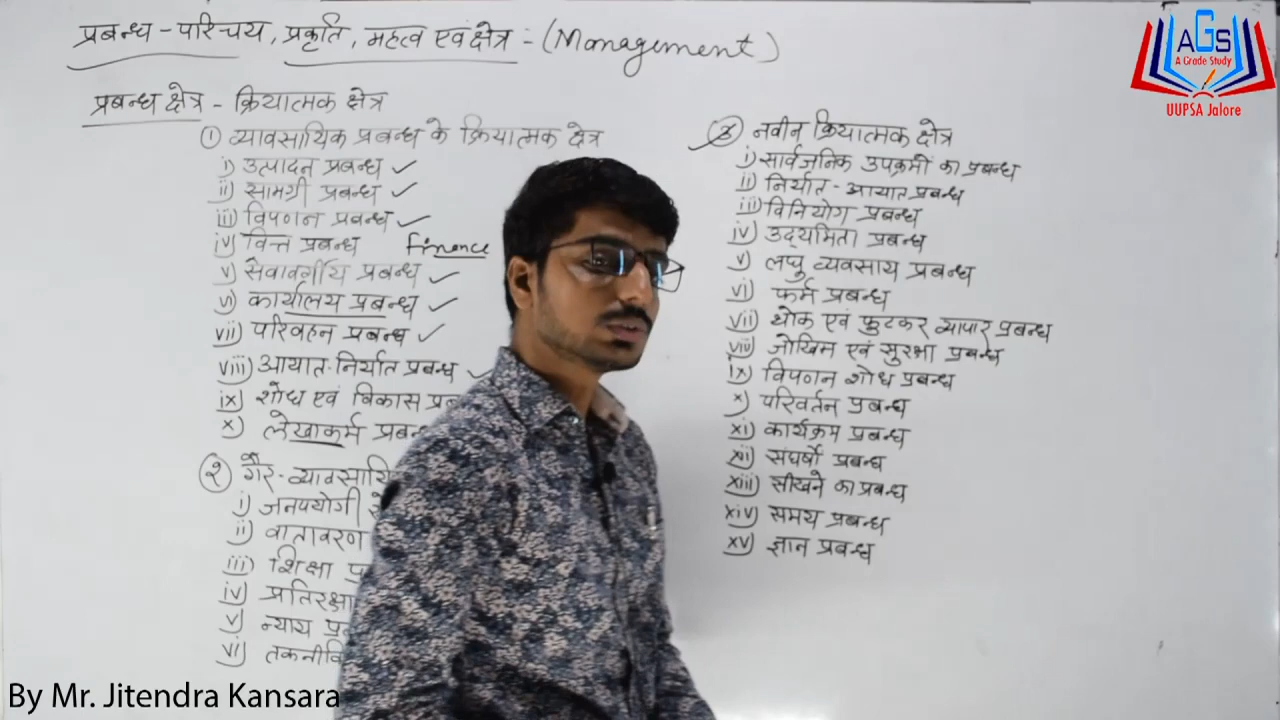 प्रबन्ध - परिचय, प्रकृति, महत्व एवं क्षेत्र :- (Management)
प्रबन्ध क्षेत्र - क्रियात्मक क्षेत्र
① व्यावसायिक प्रबन्ध के क्रियात्मक क्षेत्र
i) उत्पादन प्रबन्ध ✓
ii) सामग्री प्रबन्ध ✓
iii) विपणन प्रबन्ध ✓
iv) वित्त प्रबन्ध finence
v) सेवावर्गीय प्रबन्ध ✓
vi) कार्यालय प्रबन्ध ✓
vii) परिवहन प्रबन्ध ✓
viii) आयात-निर्यात प्रबन्ध ✓
ix) शोध एवं विकास
x) लेखाकर्म
② गैर-
i) जनपयोगी
ii) वातावरण
iii) शिक्षा
iv) प्रतिरक्षा
v) न्याय
vi)
③ नवीन क्रियात्मक क्षेत्र
i) सार्वजनिक उपक्रमों का प्रबन्ध
ii) निर्यात-आयात प्रबन्ध
iii) विनियोग प्रबन्ध
iv) उद्यमिता प्रबन्ध
v) लघु व्यवसाय प्रबन्ध
vi) फर्म प्रबन्ध
vii) थोक एवं फुटकर व्यापार प्रबन्ध
viii) जोखिम एवं सुरक्षा प्रबन्ध
ix) विपणन शोध प्रबन्ध
x) परिवर्तन प्रबन्ध
xi) कार्यक्रम प्रबन्ध
xii) संघर्षो प्रबन्ध
xiii) सीखने का प्रबन्ध
xiv) समय प्रबन्ध
xv) ज्ञान प्रबन्ध
AGS
A Grade Study
UUPSA Jalore
By Mr. Jitendra Kansara